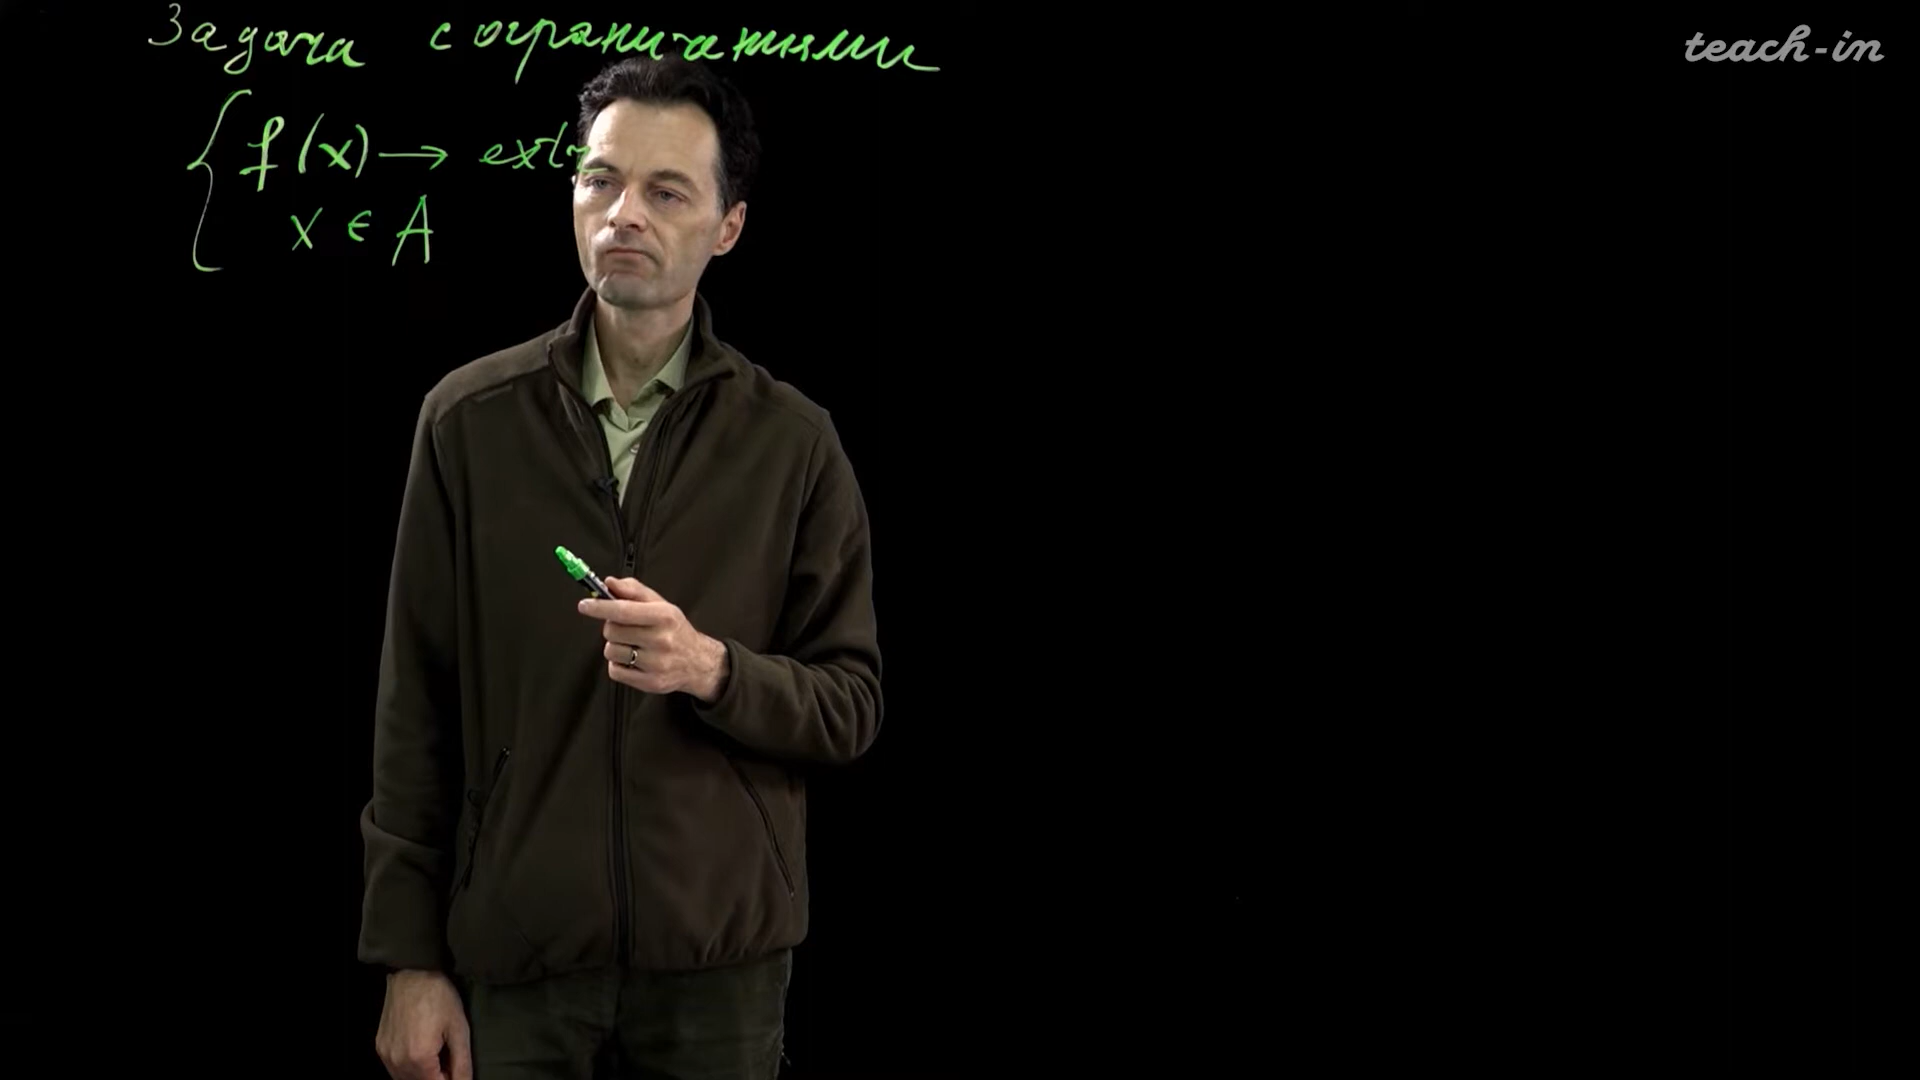 Задача с ограничениями
teach-in
f(x) → extr
x ∈ A